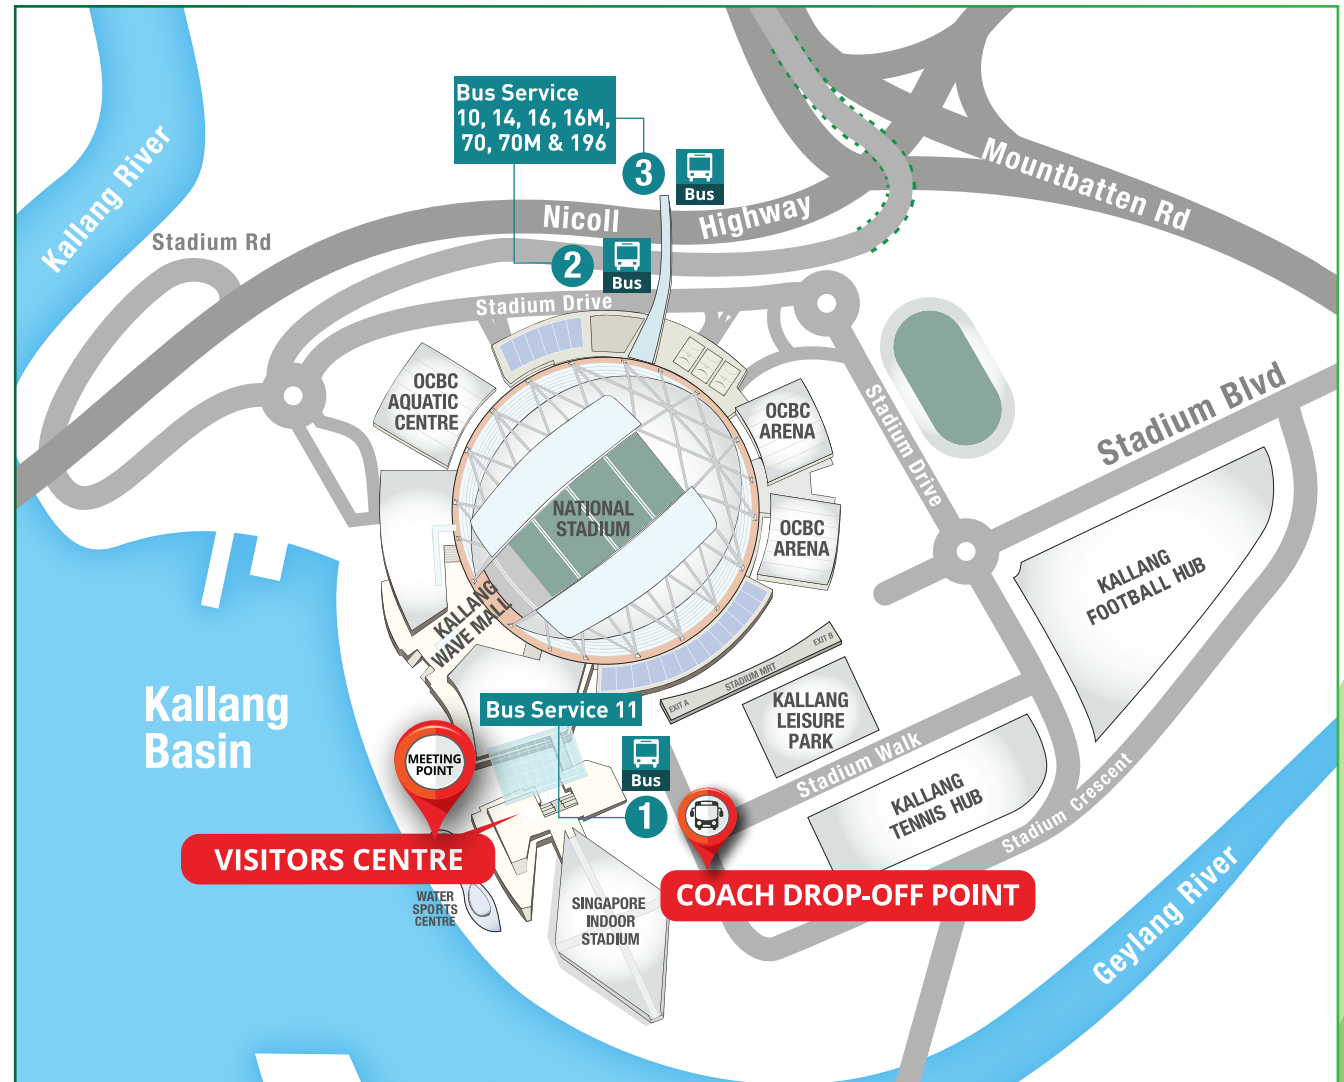 Bus Service
10, 14, 16, 16M,
70, 70M & 196
3
Bus
Kallang River
Mountbatten Rd
Nicoll Highway
Stadium Rd
2
Bus
Stadium Drive
OCBC
AQUATIC
CENTRE
OCBC
ARENA
Stadium Drive
Stadium Blvd
NATIONAL
STADIUM
OCBC
ARENA
KALLANG
FOOTBALL HUB
KALLANG
WAVE MALL
EXIT B
STADIUM MRT
EXIT A
Kallang
Basin
Bus Service 11
KALLANG
LEISURE
PARK
Stadium Walk
MEETING
POINT
Bus
1
KALLANG
TENNIS HUB
Stadium Crescent
VISITORS CENTRE
COACH DROP-OFF POINT
WATER
SPORTS
CENTRE
SINGAPORE
INDOOR
STADIUM
Geylang River